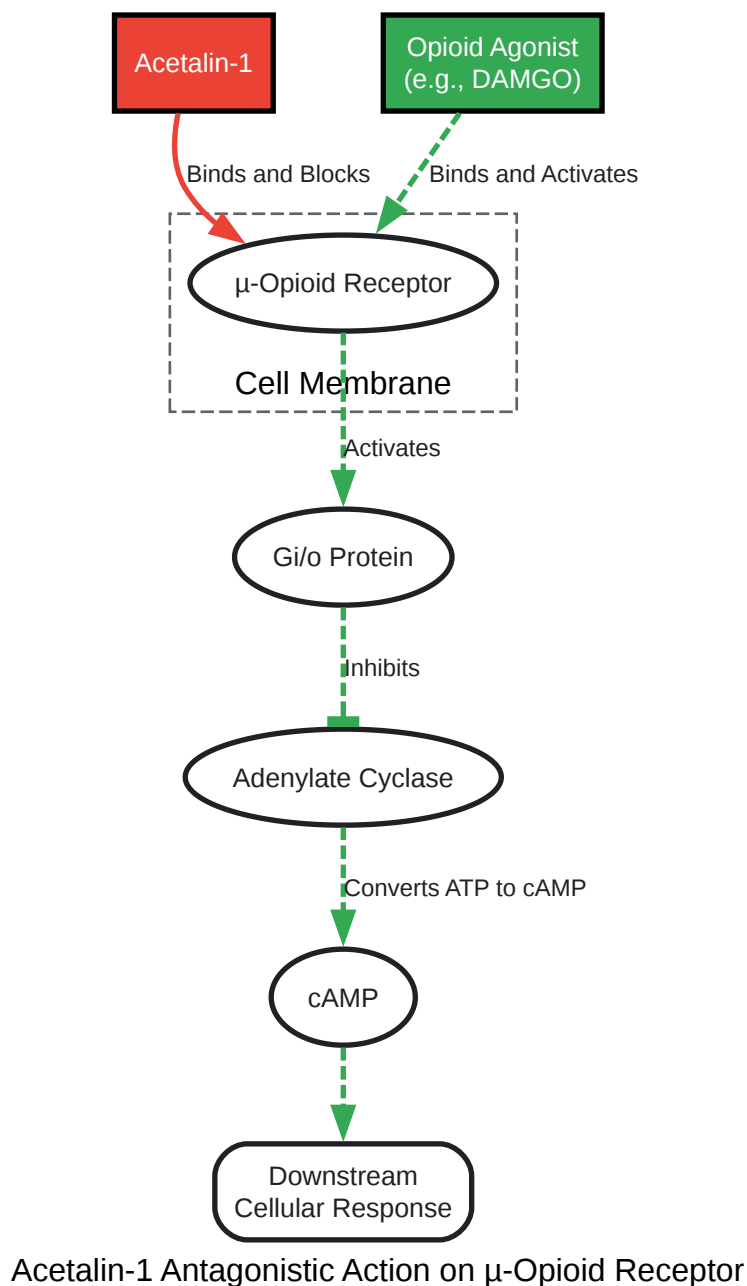 Acetalin-1
Opioid Agonist
(e.g., DAMGO)
Binds and Blocks
Binds and Activates
µ-Opioid Receptor
Cell Membrane
Activates
Gi/o Protein
Inhibits
Adenylate Cyclase
Converts ATP to cAMP
cAMP
Downstream
Cellular Response
Acetalin-1 Antagonistic Action on µ-Opioid Receptor